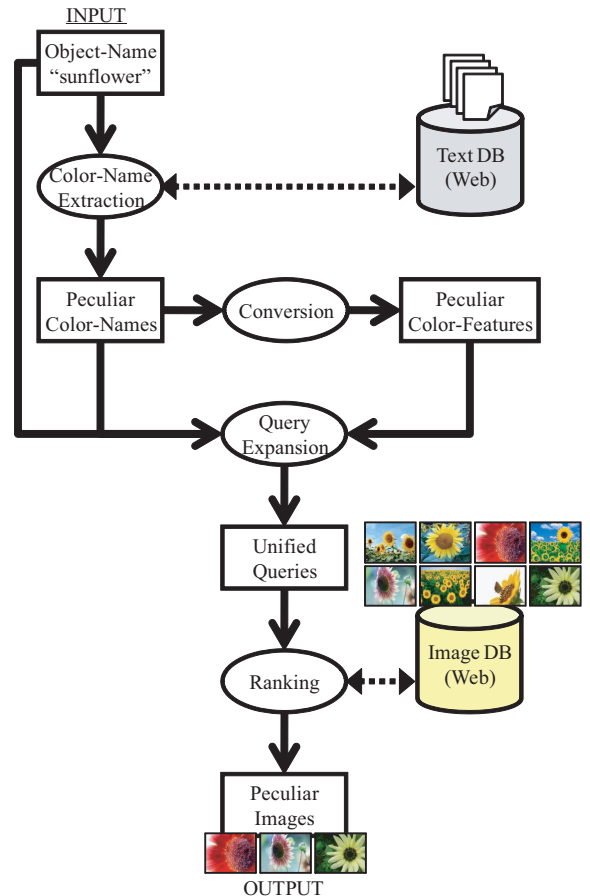 INPUT
Object-Name
“sunflower”
Color-Name
Extraction
Text DB
(Web)
Peculiar
Color-Names
Conversion
Peculiar
Color-Features
Query
Expansion
Unified
Queries
Ranking
Image DB
(Web)
Peculiar
Images
OUTPUT